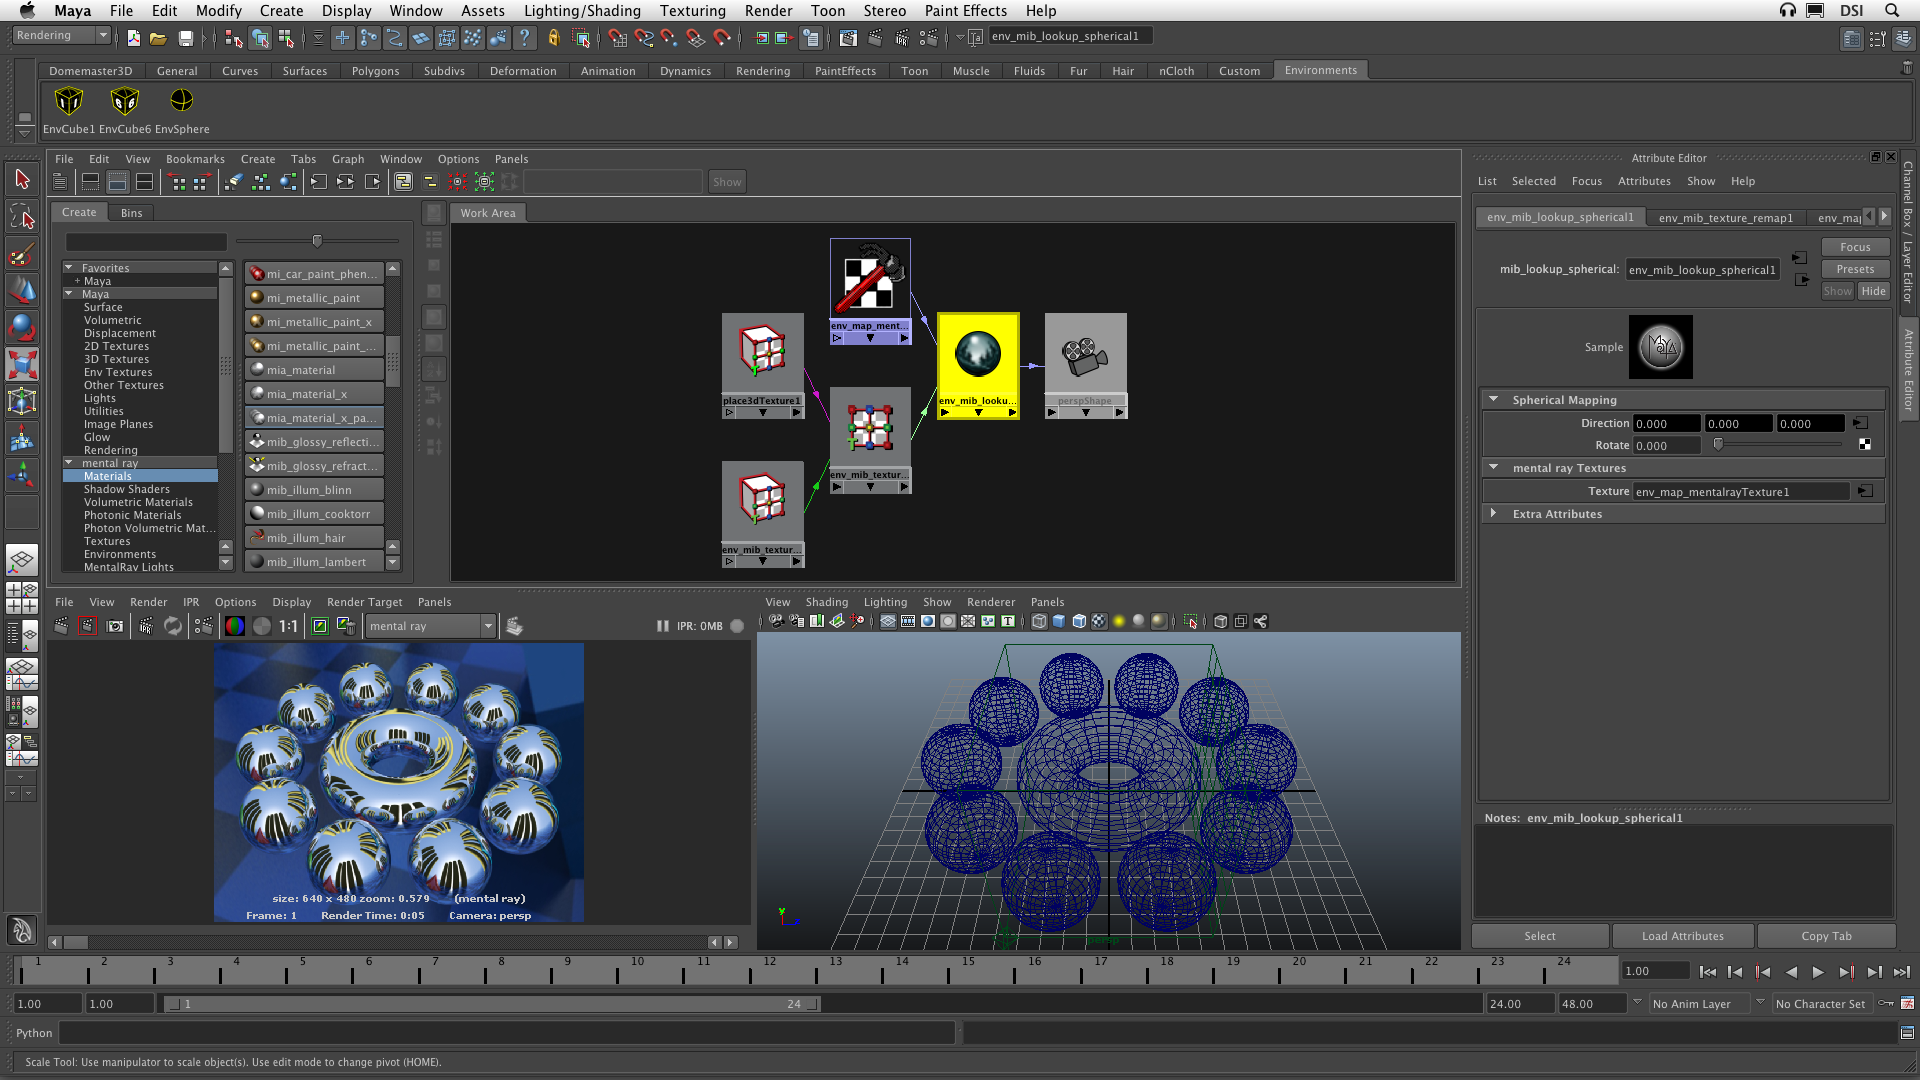 Maya File Edit Modify Create Display Window Assets Lighting/Shading Texturing Render Toon Stereo Paint Effects Help DSI
Rendering env_mib_lookup_spherical1
Domemaster3D General Curves Surfaces Polygons Subdivs Deformation Animation Dynamics Rendering PaintEffects Toon Muscle Fluids Fur Hair nCloth Custom Environments
EnvCube1 EnvCube6 EnvSphere
File Edit View Bookmarks Create Tabs Graph Window Options Panels
Show
Create Bins
Favorites
+ Maya
Maya
Surface
Volumetric
Displacement
2D Textures
3D Textures
Env Textures
Other Textures
Lights
Utilities
Image Planes
Glow
Rendering
mental ray
Materials
Shadow Shaders
Volumetric Materials
Photonic Materials
Photon Volumetric Mat...
Textures
Environments
MentalRay Lights
mi_car_paint_phen...
mi_metallic_paint
mi_metallic_paint_x
mi_metallic_paint_...
mia_material
mia_material_x
mia_material_x_pa...
mib_glossy_reflecti...
mib_glossy_refract...
mib_illum_blinn
mib_illum_cooktorr
mib_illum_hair
mib_illum_lambert
Work Area
env_map_ment...
place3dTexture1
env_mib_looku...
perspShape
env_mib_textur...
env_mib_textur...
Attribute Editor
List Selected Focus Attributes Show Help
env_mib_lookup_spherical1 env_mib_texture_remap1 env_ma
mib_lookup_spherical: env_mib_lookup_spherical1
Focus
Presets
Show Hide
Sample
MAYA
Spherical Mapping
Direction 0.000 0.000 0.000
Rotate 0.000
mental ray Textures
Texture env_map_mentalrayTexture1
Extra Attributes
Notes: env_mib_lookup_spherical1
Select Load Attributes Copy Tab
Channel Box / Layer Editor
Attribute Editor
File View Render IPR Options Display Render Target Panels
1:1 mental ray IPR: 0MB
size: 640 x 480 zoom: 0.579 (mental ray)
Frame: 1 Render Time: 0:05 Camera: persp
View Shading Lighting Show Renderer Panels
y
persp
1 2 3 4 5 6 7 8 9 10 11 12 13 14 15 16 17 18 19 20 21 22 23 24 1.00
1.00 1.00 1 24 24.00 48.00 No Anim Layer No Character Set
Python
Scale Tool: Use manipulator to scale object(s). Use edit mode to change pivot (HOME).